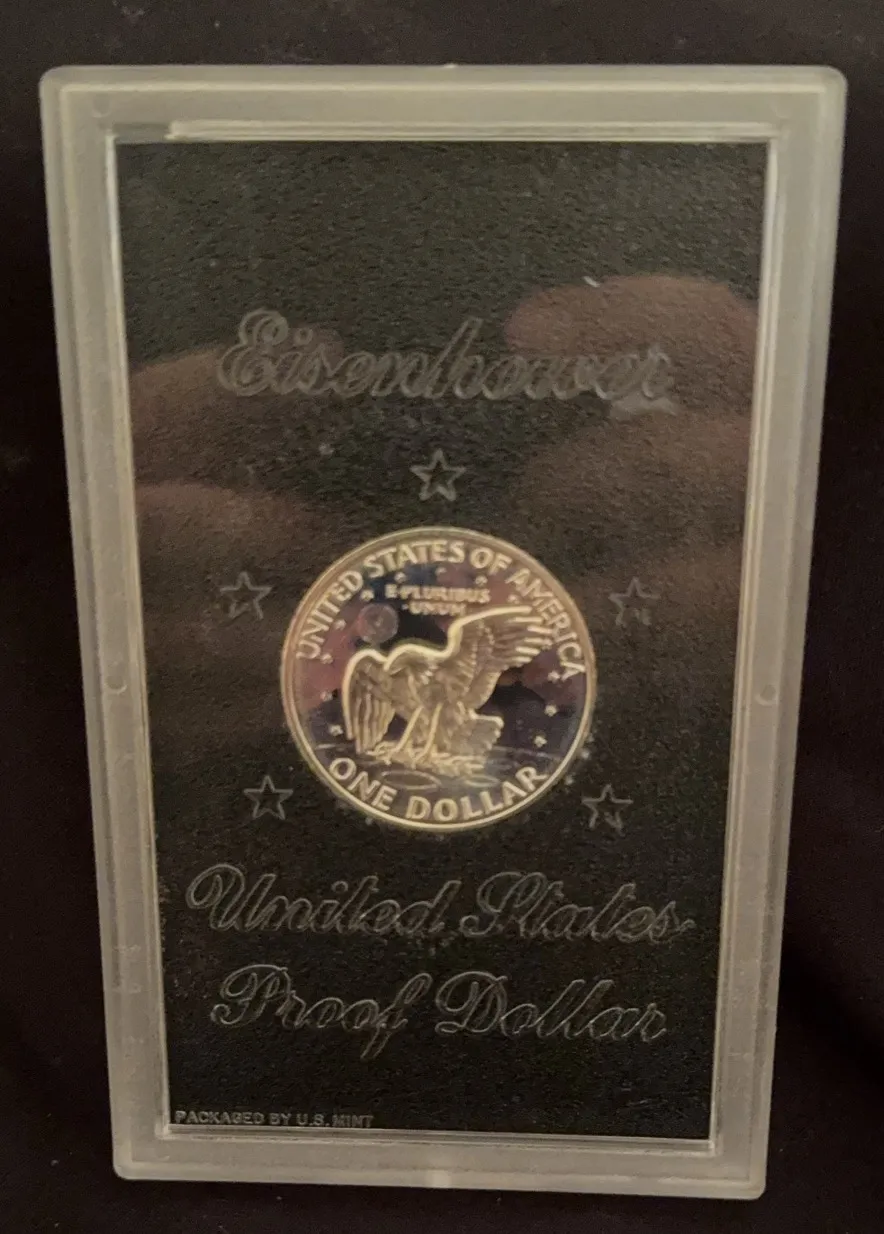 Eisenhower
UNITED STATES OF AMERICA
E PLURIBUS
UNUM
ONE DOLLAR
United States
Proof Dollar
PACKAGED BY U.S. MINT